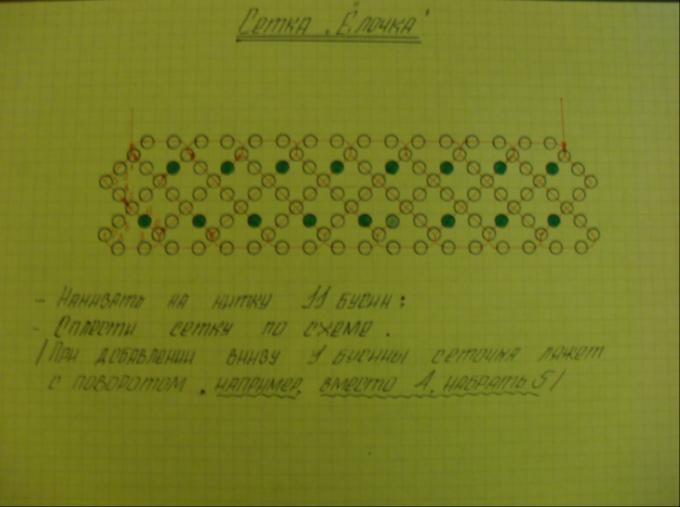 Сетка „Ёлочка"
- Нанизать на нитку 11 бусин;
- Сплести сетку по схеме.
/При добавлении внизу 1 бусины сеточка ляжет
с поворотом, например, вместо 4, набрать 5/